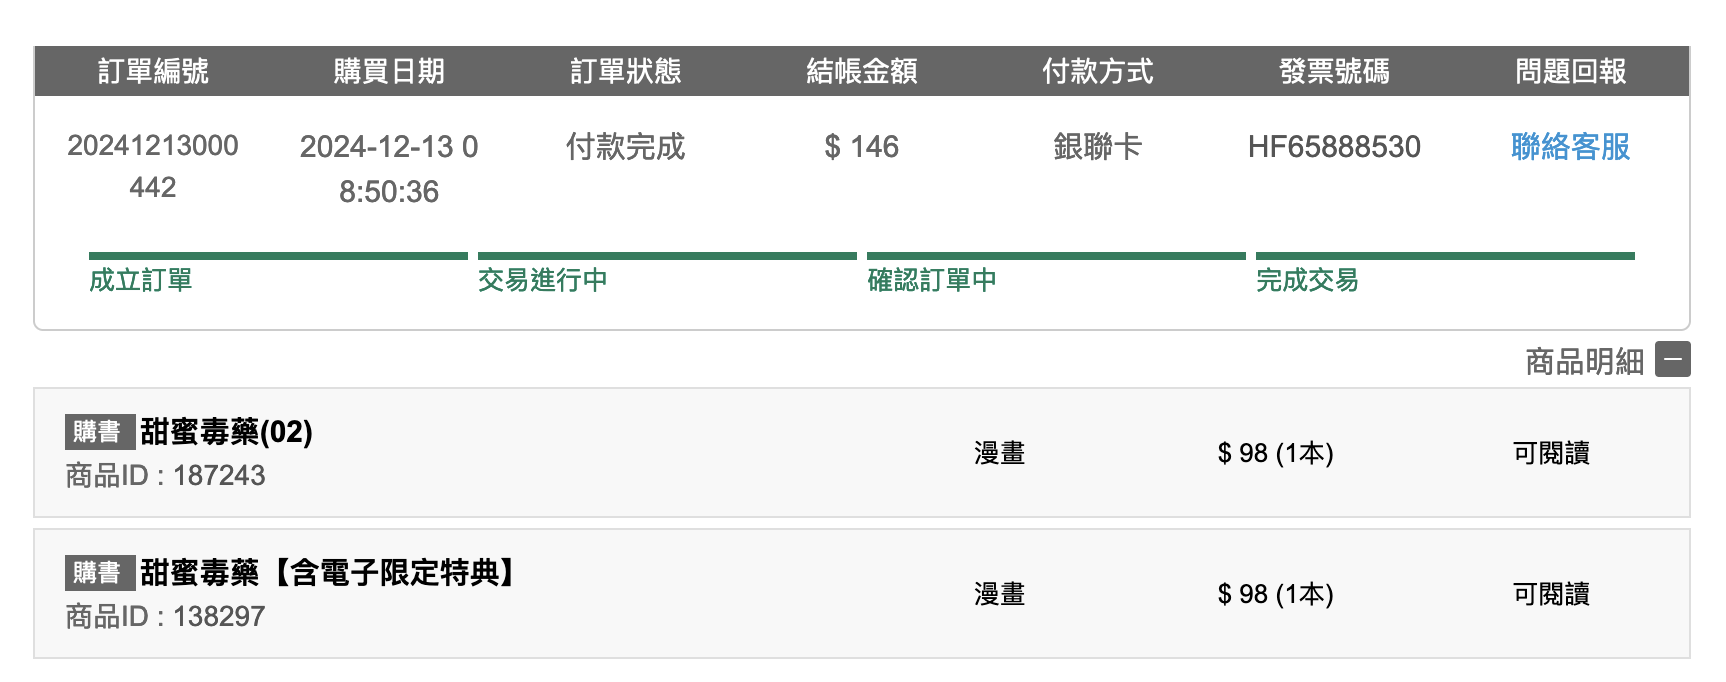 訂單編號 購買日期 訂單狀態 結帳金額 付款方式 發票號碼 問題回報
20241213000 2024-12-13 0 付款完成 $ 146 銀聯卡 HF65888530 聯絡客服
442 8:50:36
成立訂單 交易進行中 確認訂單中 完成交易
商品明細
購書 甜蜜毒藥(02)
商品ID : 187243
漫畫 $ 98 (1本) 可閱讀
購書 甜蜜毒藥【含電子限定特典】
商品ID : 138297
漫畫 $ 98 (1本) 可閱讀